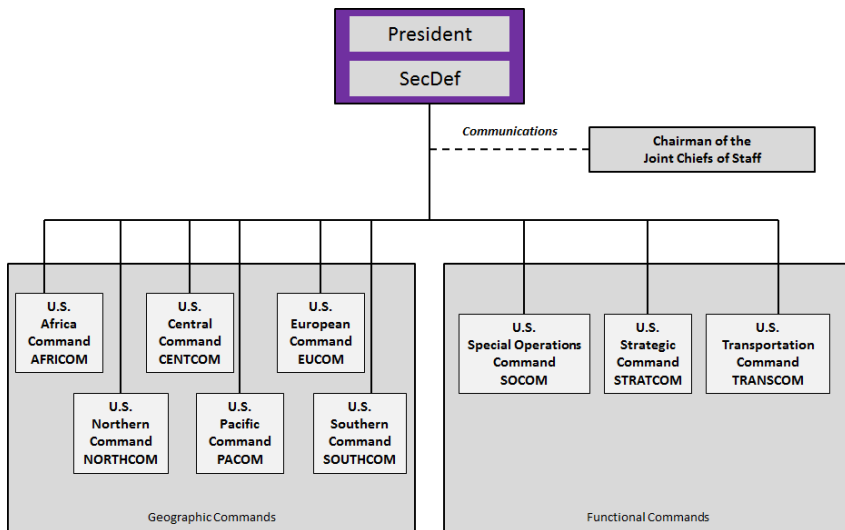 President
SecDef
Communications
Chairman of the
Joint Chiefs of Staff
U.S.
Africa
Command
AFRICOM
U.S.
Central
Command
CENTCOM
U.S.
European
Command
EUCOM
U.S.
Northern
Command
NORTHCOM
U.S.
Pacific
Command
PACOM
U.S.
Southern
Command
SOUTHCOM
Geographic Commands
U.S.
Special Operations
Command
SOCOM
U.S.
Strategic
Command
STRATCOM
U.S.
Transportation
Command
TRANSCOM
Functional Commands